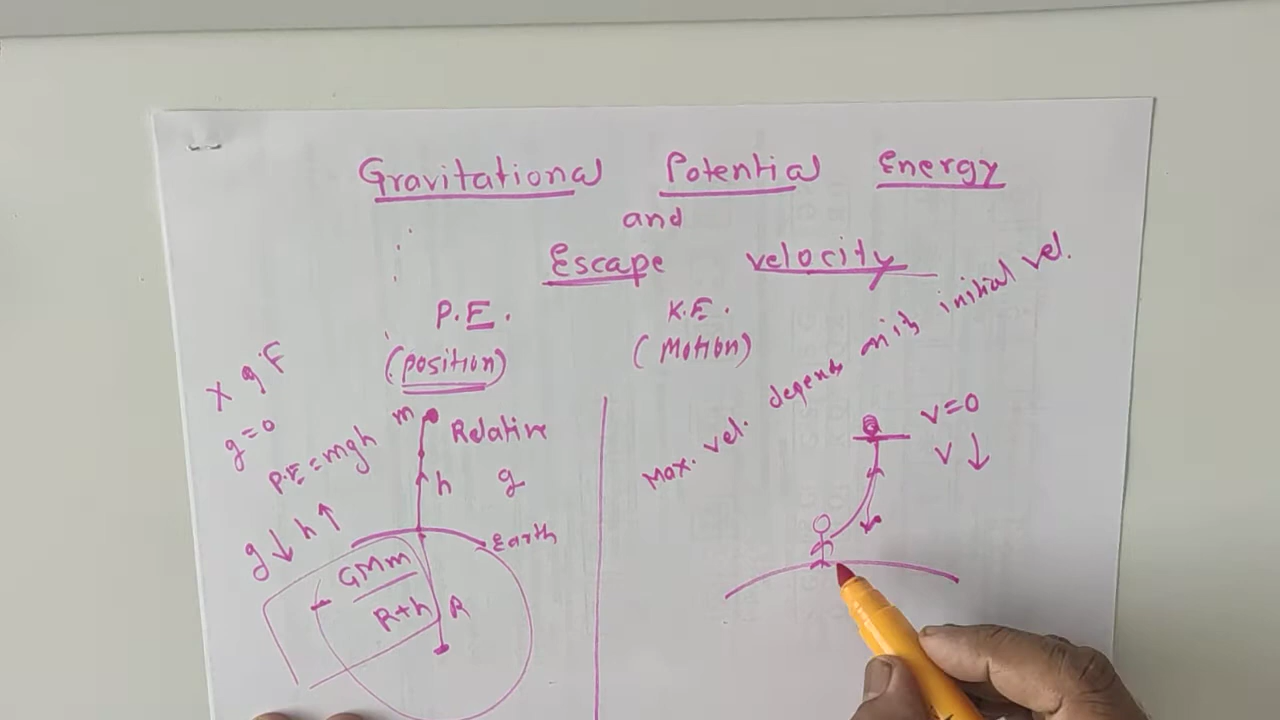 Gravitational Potential Energy
and
Escape velocity
P.E.
(position)
K.E.
(Motion)
x g F
g=0
P.E=mgh
g↓ h↑
m
Relative
h g
Earth
- GMm
R+h
R
Max. vel. depends with initial vel.
v=0
v↓